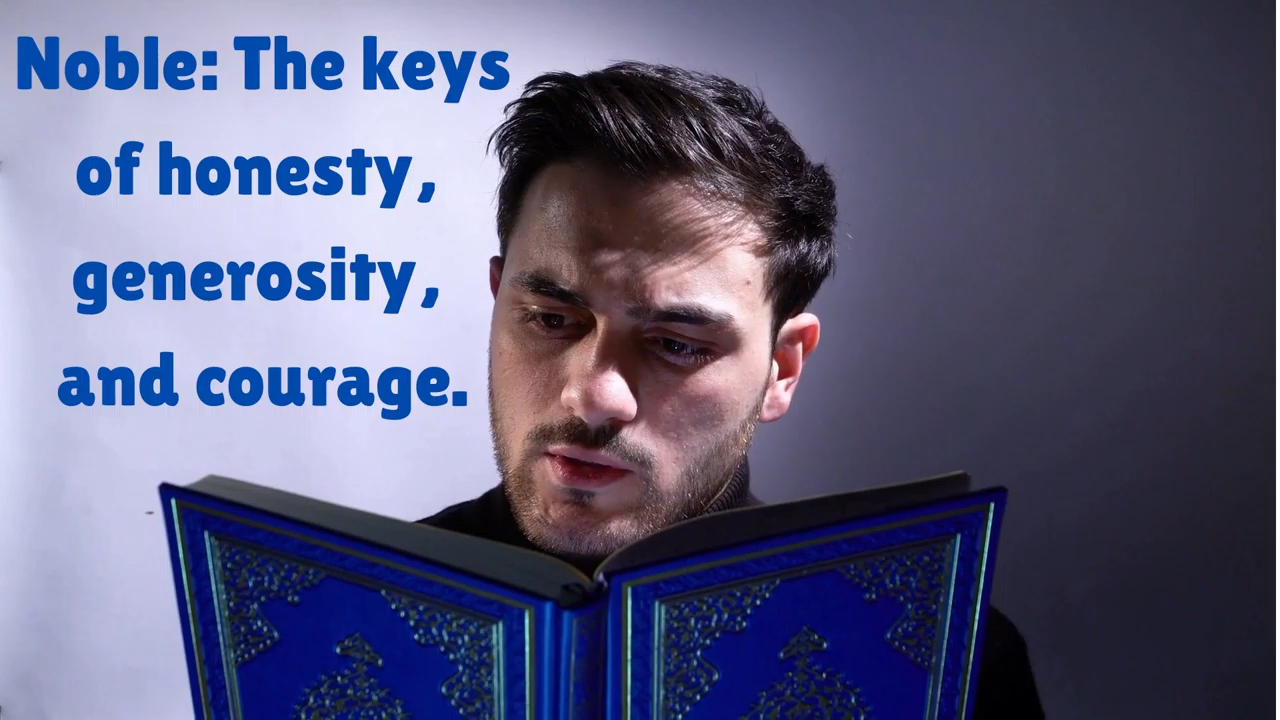 Noble: The keys
of honesty,
generosity,
and courage.